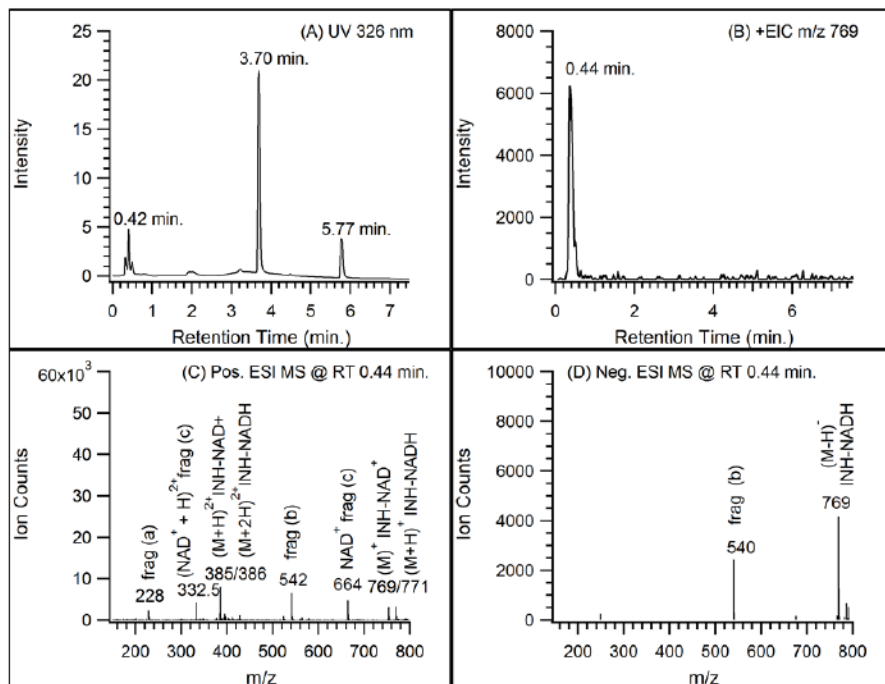 (A) UV 326 nm
3.70 min.
0.42 min.
5.77 min.
25
20
15
10
5
0
Intensity
0 1 2 3 4 5 6 7
Retention Time (min.)
(B) +EIC m/z 769
0.44 min.
8000
6000
4000
2000
0
Intensity
0 2 4 6
Retention Time (min.)
(C) Pos. ESI MS @ RT 0.44 min.
60x10³
50
40
30
20
10
0
Ion Counts
frag (a)
228
(NAD⁺ + H)²⁺frag (c)
332.5
(M+H)²⁺INH-NAD+
(M+2H)²⁺INH-NADH
385/386
frag (b)
542
NAD⁺ frag (c)
664
(M)⁺ INH-NAD⁺
(M+H)⁺ INH-NADH
769/771
200 300 400 500 600 700 800
m/z
(D) Neg. ESI MS @ RT 0.44 min.
10000
8000
6000
4000
2000
0
Ion Counts
frag (b)
540
(M-H)⁻
INH-NADH
769
200 300 400 500 600 700 800
m/z